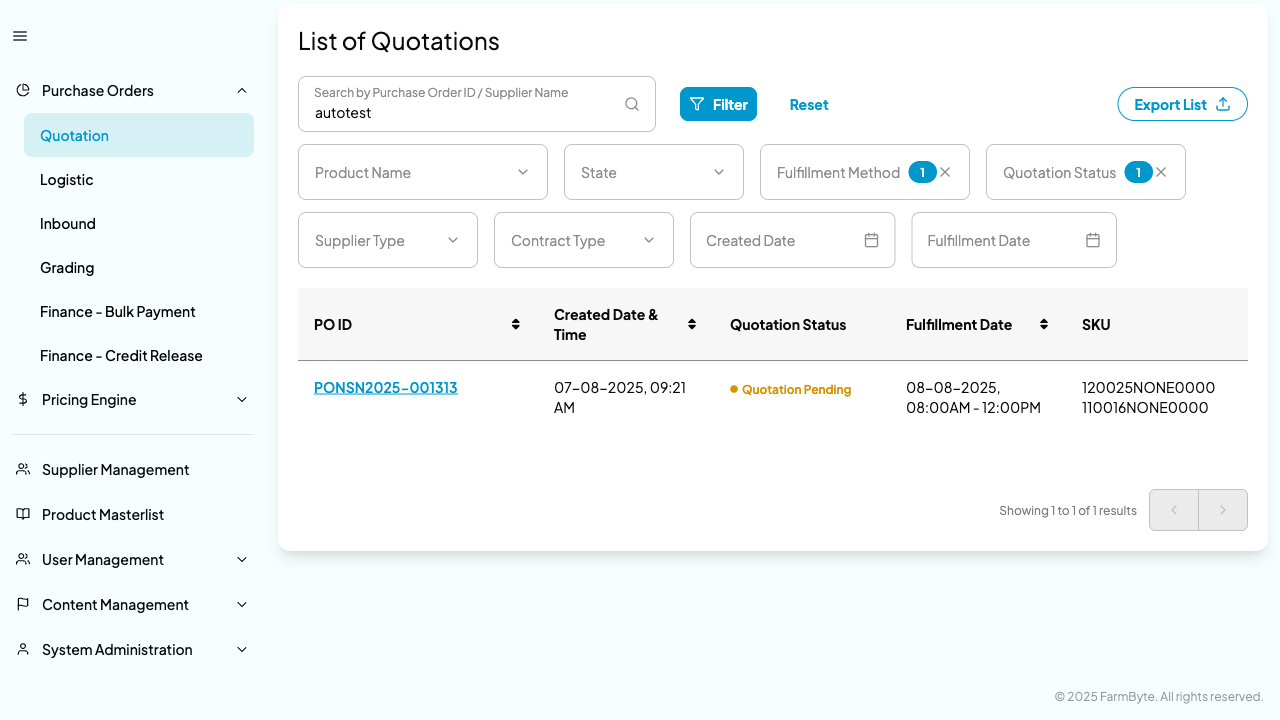 List of Quotations
Purchase Orders
Quotation
Logistic
Inbound
Grading
Finance - Bulk Payment
Finance - Credit Release
Pricing Engine
Supplier Management
Product Masterlist
User Management
Content Management
System Administration
Search by Purchase Order ID / Supplier Name
autotest
Filter
Reset
Export List
Product Name
State
Fulfillment Method 1
Quotation Status 1
Supplier Type
Contract Type
Created Date
Fulfillment Date
PO ID
Created Date &
Time
Quotation Status
Fulfillment Date
SKU
PONSN2025-001313
07-08-2025, 09:21
AM
Quotation Pending
08-08-2025,
08:00AM - 12:00PM
120025NONE0000
110016NONE0000
Showing 1 to 1 of 1 results
© 2025 FarmByte. All rights reserved.